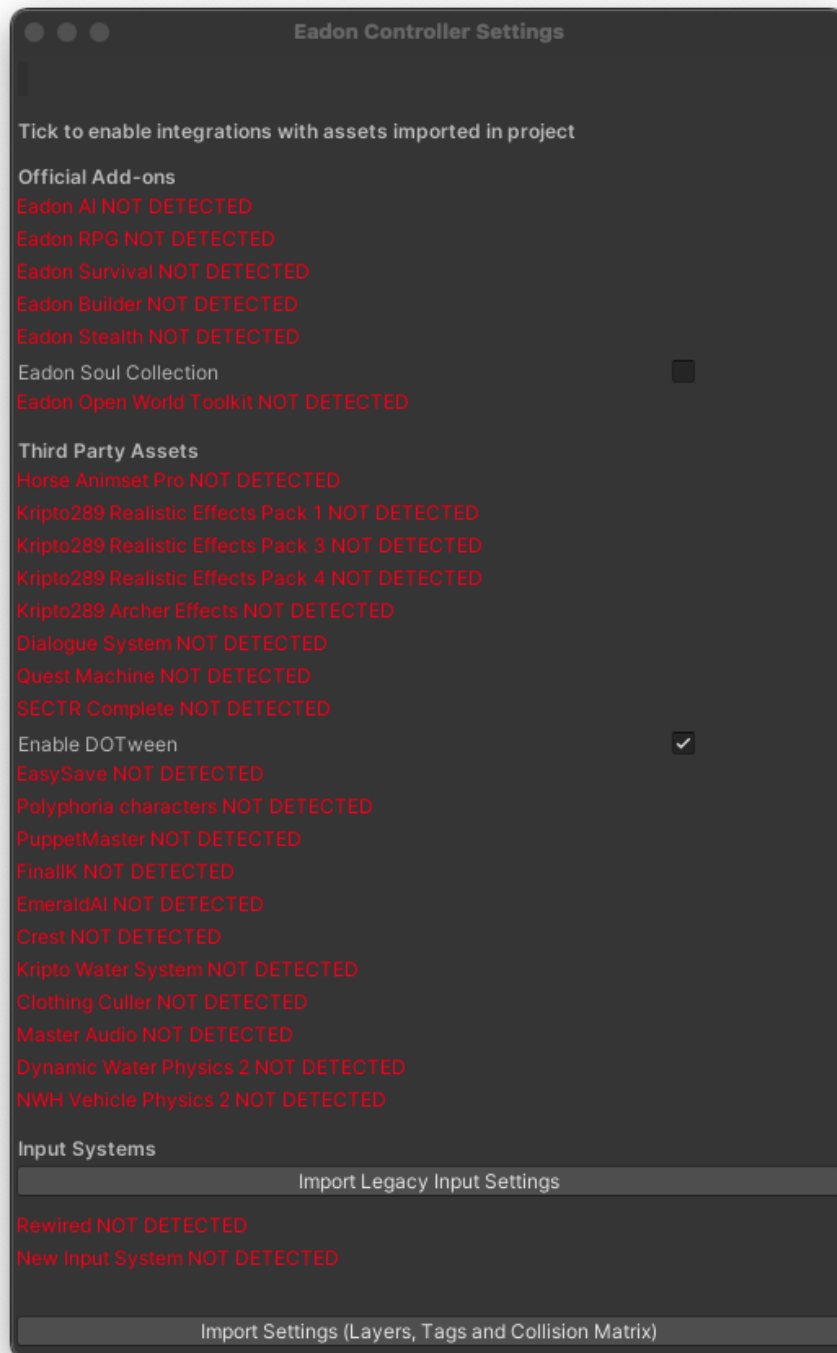 Eadon Controller Settings
Tick to enable integrations with assets imported in project
Official Add-ons
Eadon AI NOT DETECTED
Eadon RPG NOT DETECTED
Eadon Survival NOT DETECTED
Eadon Builder NOT DETECTED
Eadon Stealth NOT DETECTED
Eadon Soul Collection
Eadon Open World Toolkit NOT DETECTED
Third Party Assets
Horse Animset Pro NOT DETECTED
Kripto289 Realistic Effects Pack 1 NOT DETECTED
Kripto289 Realistic Effects Pack 3 NOT DETECTED
Kripto289 Realistic Effects Pack 4 NOT DETECTED
Kripto289 Archer Effects NOT DETECTED
Dialogue System NOT DETECTED
Quest Machine NOT DETECTED
SECTR Complete NOT DETECTED
Enable DOTween
EasySave NOT DETECTED
Polyphoria characters NOT DETECTED
PuppetMaster NOT DETECTED
FinalIK NOT DETECTED
EmeraldAI NOT DETECTED
Crest NOT DETECTED
Kripto Water System NOT DETECTED
Clothing Culler NOT DETECTED
Master Audio NOT DETECTED
Dynamic Water Physics 2 NOT DETECTED
NWH Vehicle Physics 2 NOT DETECTED
Input Systems
Import Legacy Input Settings
Rewired NOT DETECTED
New Input System NOT DETECTED
Import Settings (Layers, Tags and Collision Matrix)